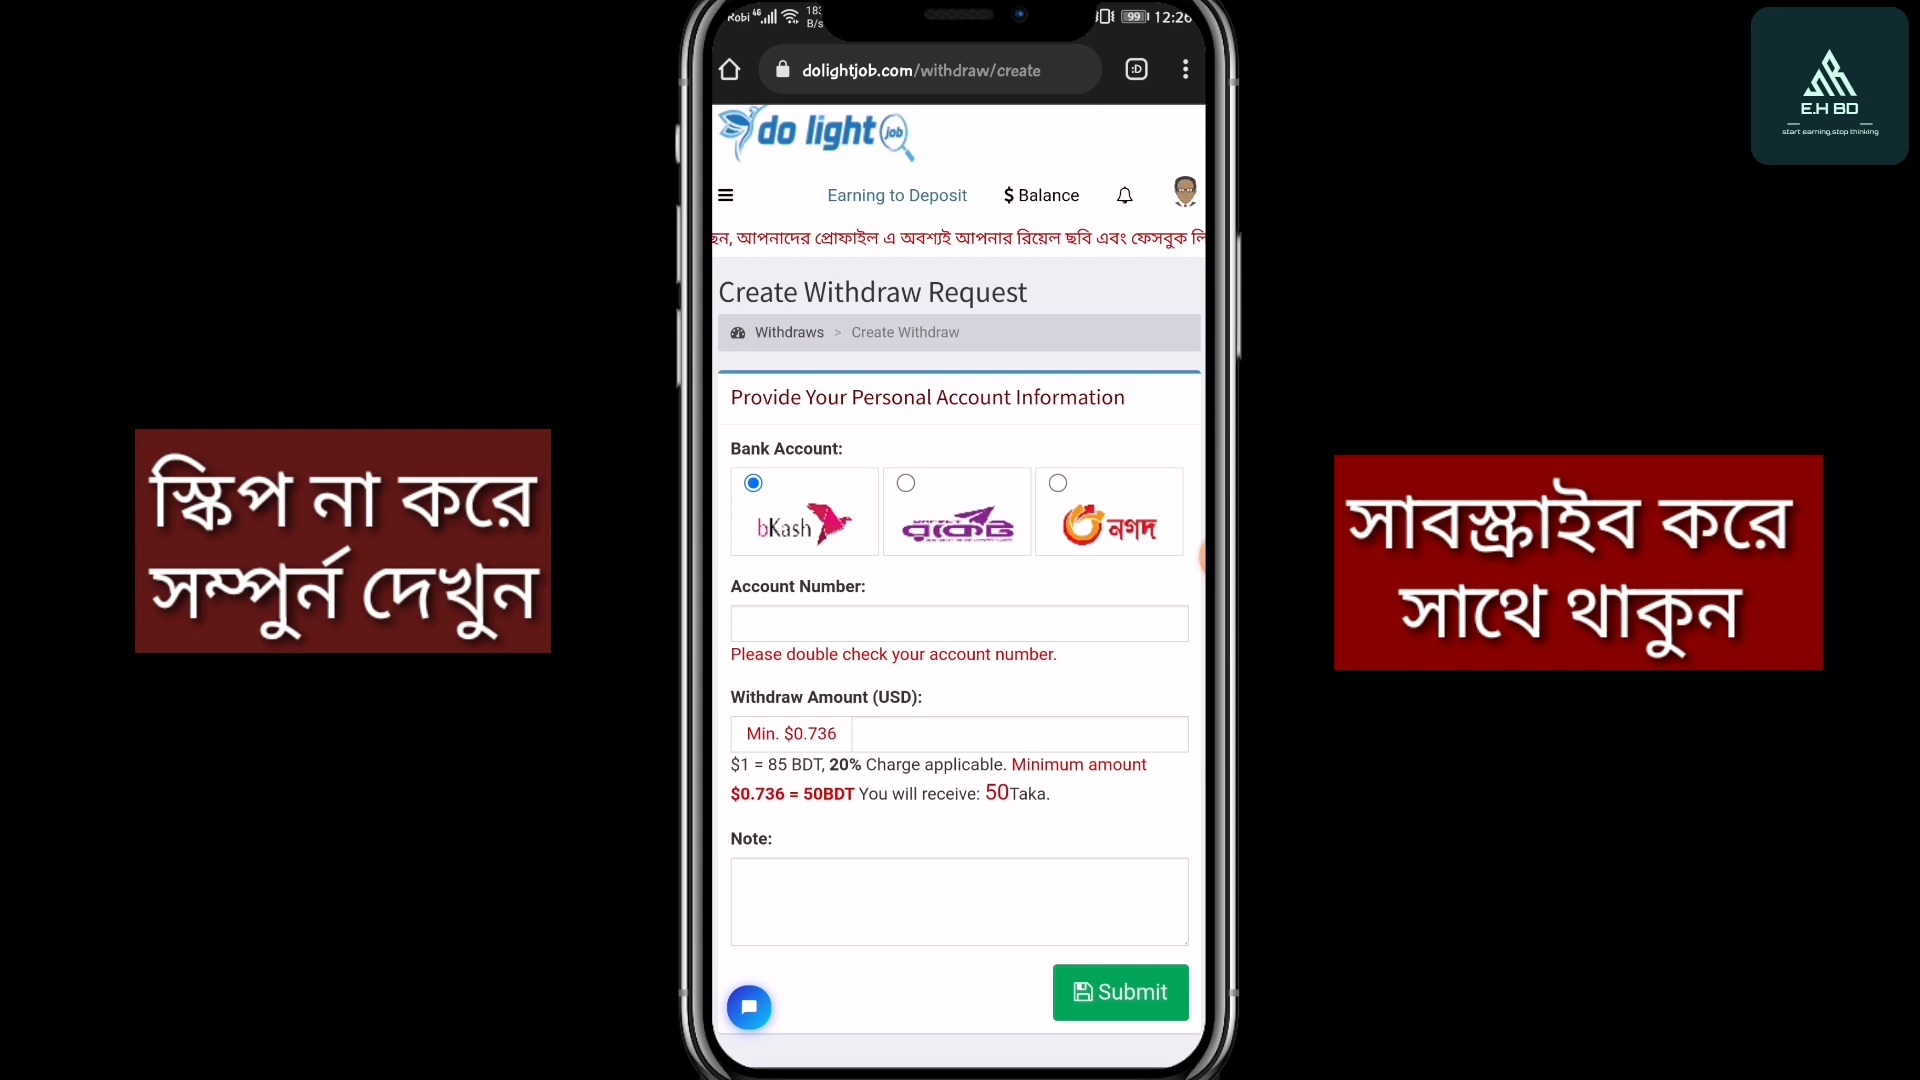 Robi 4G
B/s
99
12:26
dolightjob.com/withdraw/create
:D
do light job
Earning to Deposit
$ Balance
আপনাদের প্রোফাইল এ অবশ্যই আপনার রিয়েল ছবি এবং ফেসবুক
Create Withdraw Request
Withdraws > Create Withdraw
Provide Your Personal Account Information
Bank Account:
bKash
রকেট
নগদ
Account Number:
Please double check your account number.
Withdraw Amount (USD):
Min. $0.736
$1 = 85 BDT, 20% Charge applicable. Minimum amount
$0.736 = 50BDT You will receive: 50Taka.
Note:
Submit
স্কিপ না করে
সম্পুর্ন দেখুন
সাবস্ক্রাইব করে
সাথে থাকুন
E.H BD
start earning,stop thinking